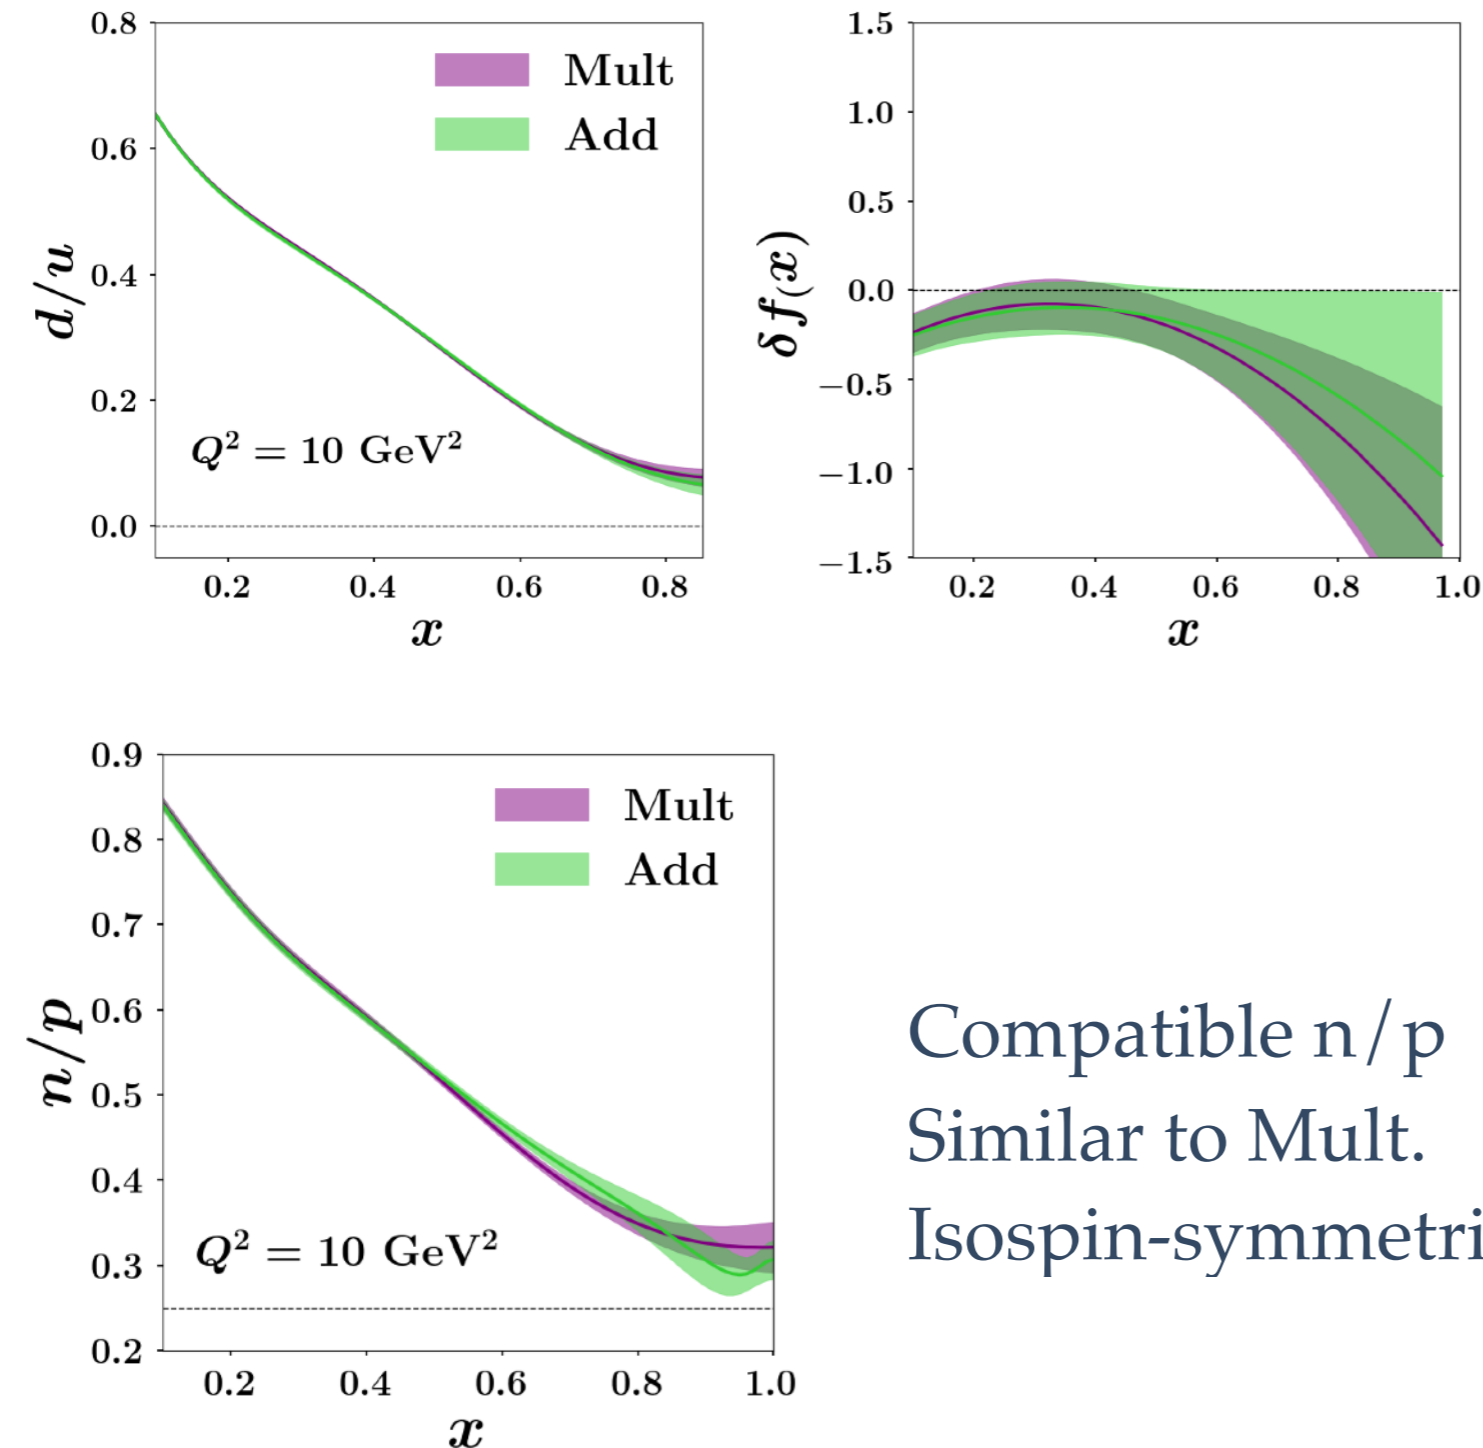 0.8
0.6
0.4
0.2
0.0
d/u
Mult
Add
Q² = 10 GeV²
0.2 0.4 0.6 0.8
x
1.5
1.0
0.5
0.0
−0.5
−1.0
−1.5
δf(x)
0.2 0.4 0.6 0.8 1.0
x
0.9
0.8
0.7
0.6
0.5
0.4
0.3
0.2
n/p
Mult
Add
Q² = 10 GeV²
0.2 0.4 0.6 0.8 1.0
x
Compatible n/p
Similar to Mult.
Isospin-symmetri